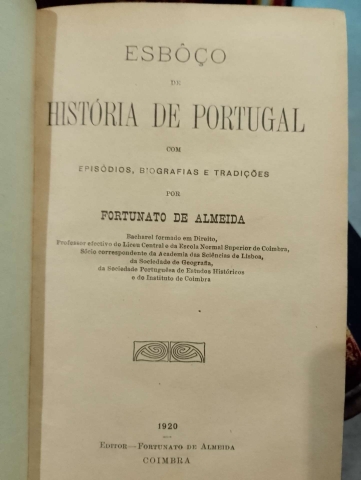 ESBÔÇO
DE
HISTÓRIA DE PORTUGAL
COM
EPISÓDIOS, BIOGRAFIAS E TRADIÇÕES
POR
FORTUNATO DE ALMEIDA
Bacharel formado em Direito,
Professor efectivo do Liceu Central e da Escola Normal Superior de Coimbra,
Sócio correspondente da Academia das Sciências de Lisboa,
da Sociedade de Geografia,
da Sociedade Portuguesa de Estudos Históricos
e do Instituto de Coimbra
1920
EDITOR—FORTUNATO DE ALMEIDA
COIMBRA